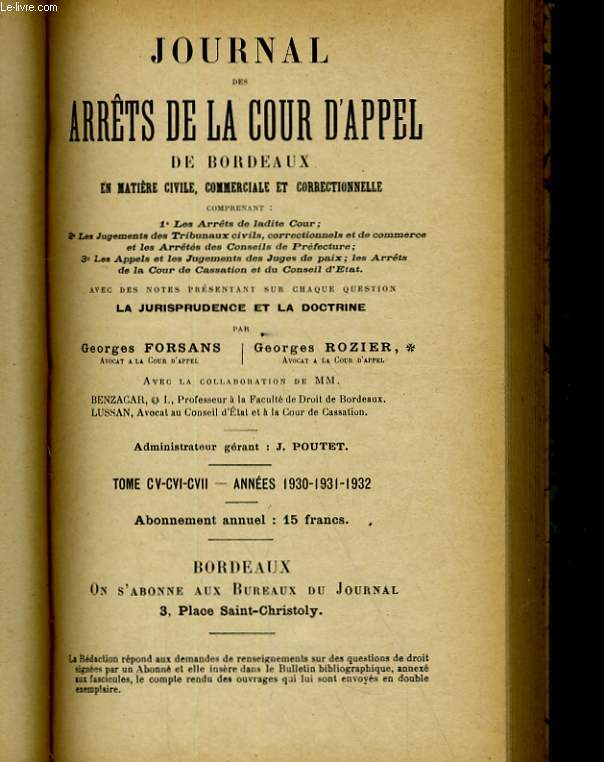 Le-livre.com
JOURNAL
DES
ARRÊTS DE LA COUR D'APPEL
DE BORDEAUX
EN MATIÈRE CIVILE, COMMERCIALE ET CORRECTIONNELLE
COMPRENANT :
1° Les Arrêts de ladite Cour;
2° Les Jugements des Tribunaux civils, correctionnels et de commerce
et les Arrêtés des Conseils de Préfecture;
3° Les Appels et les Jugements des Juges de paix; les Arrêts
de la Cour de Cassation et du Conseil d'Etat.
AVEC DES NOTES PRÉSENTANT SUR CHAQUE QUESTION
LA JURISPRUDENCE ET LA DOCTRINE
PAR
Georges FORSANS | Georges ROZIER, *
AVOCAT A LA COUR D'APPEL | AVOCAT A LA COUR D'APPEL
AVEC LA COLLABORATION DE MM.
BENZACAR, I., Professeur à la Faculté de Droit de Bordeaux.
LUSSAN, Avocat au Conseil d'État et à la Cour de Cassation.
Administrateur gérant : J. POUTET.
TOME CV-CVI-CVII — ANNÉES 1930-1931-1932
Abonnement annuel : 15 francs.
BORDEAUX
ON S'ABONNE AUX BUREAUX DU JOURNAL
3, Place Saint-Christoly.
La Rédaction répond aux demandes de renseignements sur des questions de droit
signées par un Abonné et elle insère dans le Bulletin bibliographique, annexé
aux fascicules, le compte rendu des ouvrages qui lui sont envoyés en double
exemplaire.